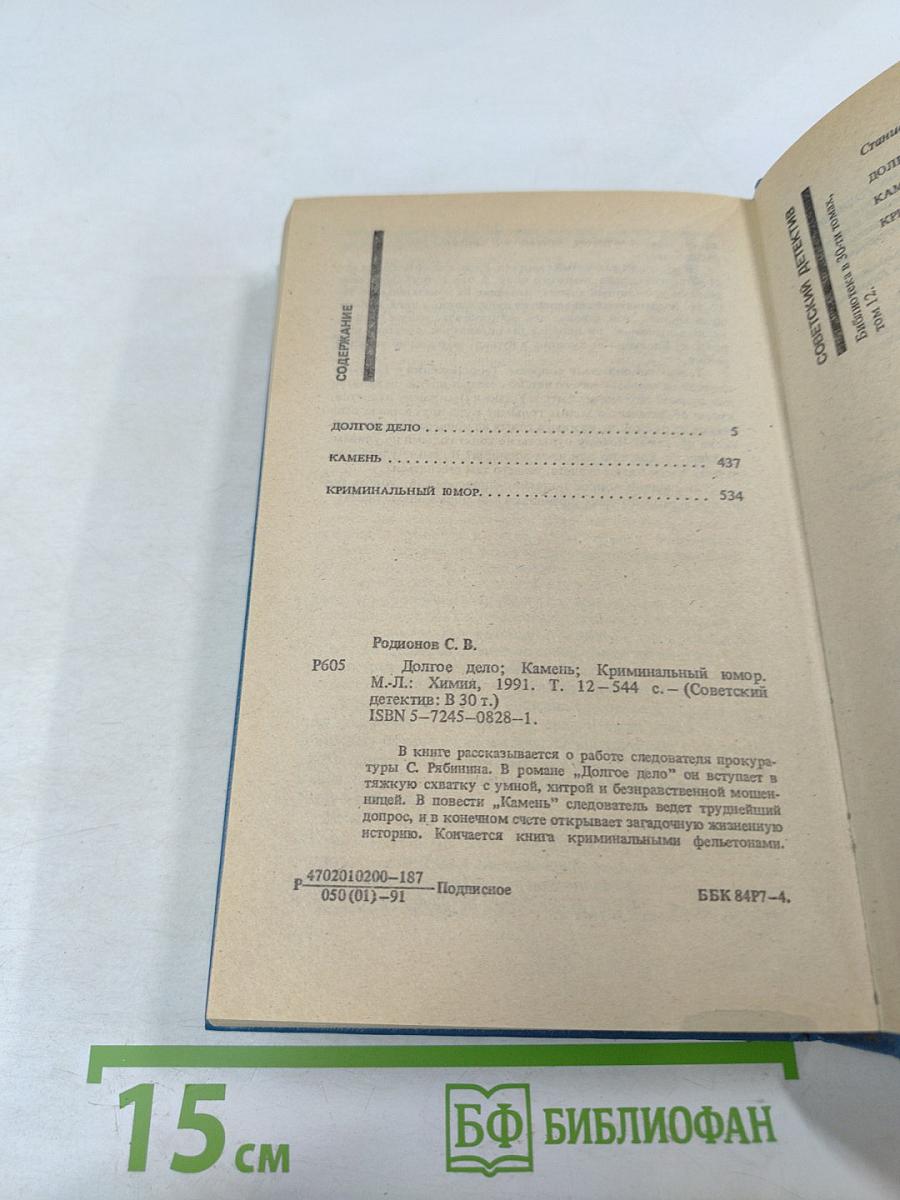 СОДЕРЖАНИЕ
ДОЛГОЕ ДЕЛО . . . . . . . . . . . . . . . . . . . . . . . . . . . . . . . . . 5
КАМЕНЬ . . . . . . . . . . . . . . . . . . . . . . . . . . . . . . . . . . . . . 437
КРИМИНАЛЬНЫЙ ЮМОР. . . . . . . . . . . . . . . . . . . . . . . . . . 534
Родионов С. В.
Р605 Долгое дело; Камень; Криминальный юмор.
М.-Л.: Химия, 1991. Т. 12—544 с.— (Советский
детектив: В 30 т.)
ISBN 5—7245—0828—1.
В книге рассказывается о работе следователя прокура-
туры С. Рябинина. В романе „Долгое дело” он вступает в
тяжкую схватку с умной, хитрой и безнравственной мошен-
ницей. В повести „Камень” следователь ведет труднейший
допрос, и в конечном счете открывает загадочную жизненную
историю. Кончается книга криминальными фельетонами.
Р 4702010200—187
050 (01)—91 —Подписное
ББК 84Р7—4.
СОВЕТСКИЙ ДЕТЕКТИВ
Библиотека в 30-ти томах,
том 12.
15 см
БФ БИБЛИОФАН